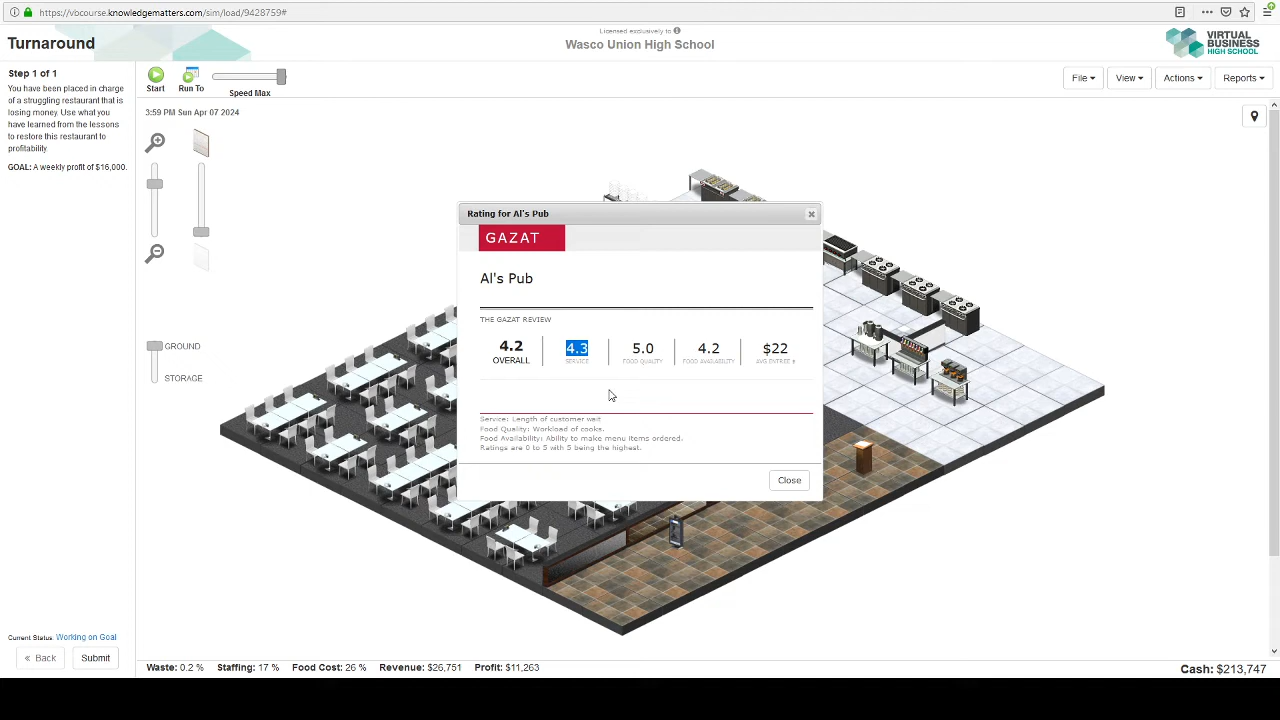 https://vbcourse.knowledgematters.com/sim/load/9428759#
Turnaround
Licensed exclusively to
Wasco Union High School
VIRTUAL
BUSINESS
HIGH SCHOOL
Step 1 of 1
You have been placed in charge
of a struggling restaurant that is
losing money. Use what you
have learned from the lessons
to restore this restaurant to
profitability
GOAL: A weekly profit of $16,000.
Start
Run To
Speed Max
File
View
Actions
Reports
3:59 PM Sun Apr 07 2024
GROUND
STORAGE
Rating for Al's Pub
GAZAT
Al's Pub
THE GAZAT REVIEW
4.2 4.3 5.0 4.2 $22
OVERALL SERVICE FOOD QUALITY FOOD AVAILABILITY AVG ENTREE $
Service: Length of customer wait
Food Quality: Workload of cooks.
Food Availability: Ability to make menu items ordered.
Ratings are 0 to 5 with 5 being the highest.
Close
Current Status: Working on Goal
« Back
Submit
Waste: 0.2 % Staffing: 17 % Food Cost: 26 % Revenue: $26,751 Profit: $11,263
Cash: $213,747